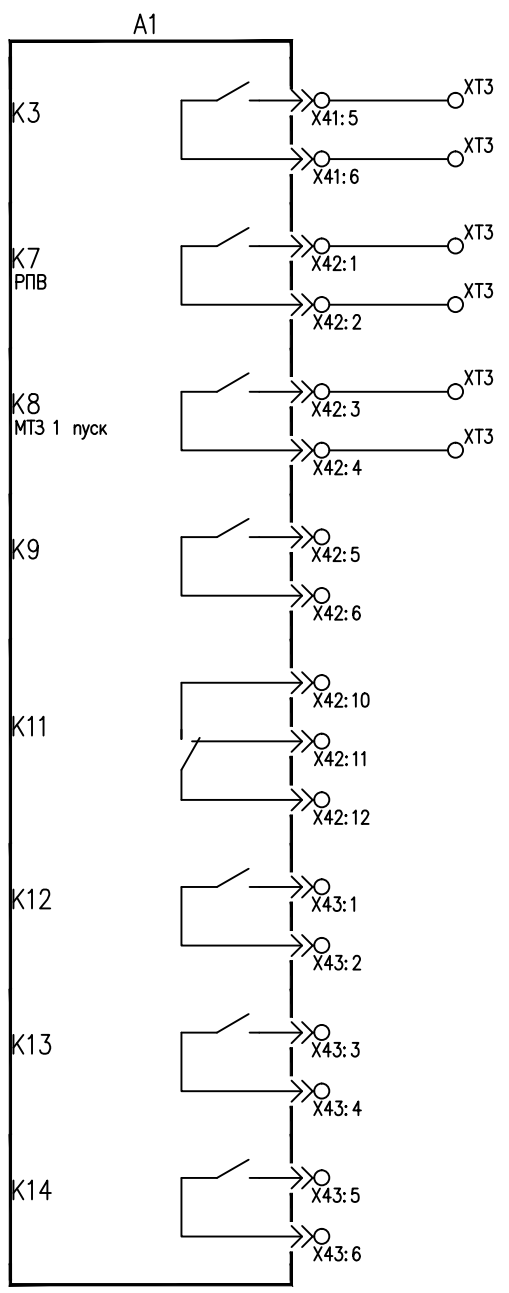 A1
K3
X41:5
XT3
X41:6
XT3
K7
РПВ
X42:1
XT3
X42:2
XT3
K8
МТЗ 1 пуск
X42:3
XT3
X42:4
XT3
K9
X42:5
X42:6
K11
X42:10
X42:11
X42:12
K12
X43:1
X43:2
K13
X43:3
X43:4
K14
X43:5
X43:6